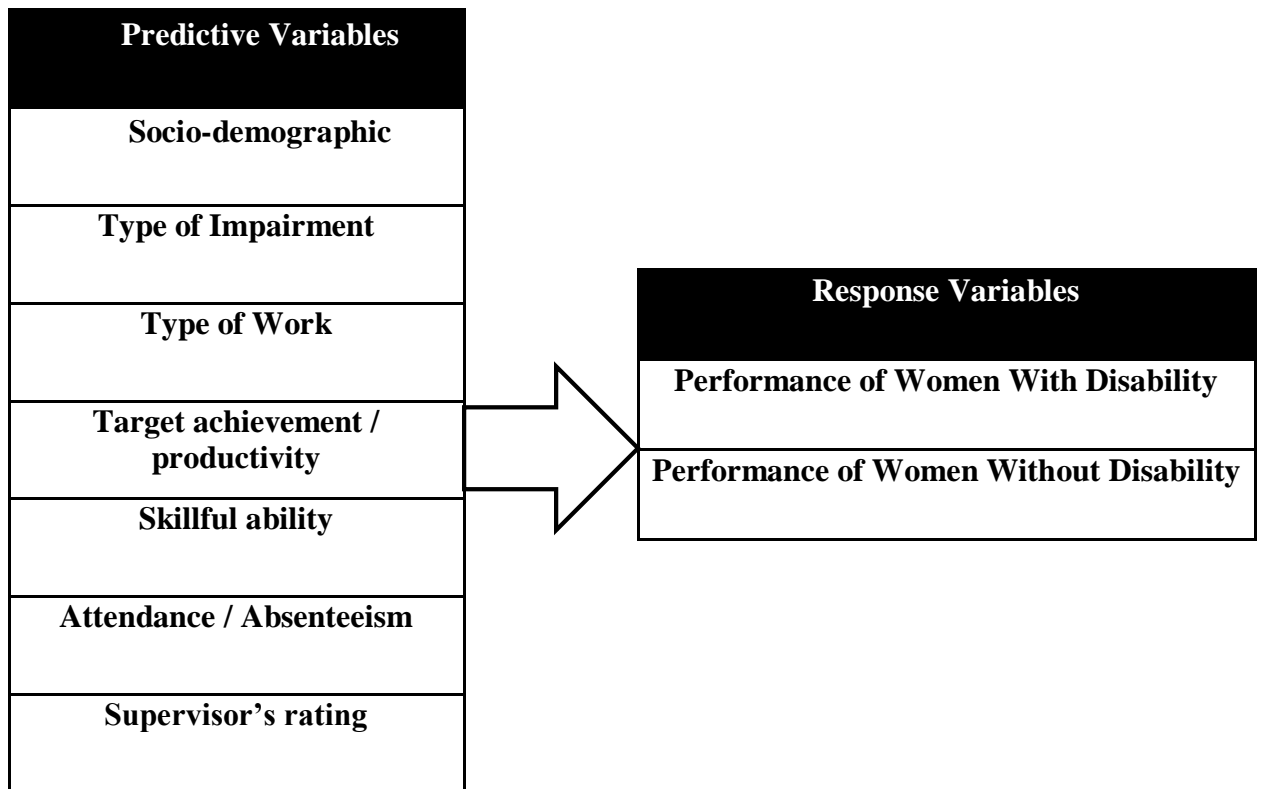 Predictive Variables
Socio-demographic
Type of Impairment
Type of Work
Target achievement /
productivity
Skillful ability
Attendance / Absenteeism
Supervisor’s rating
Response Variables
Performance of Women With Disability
Performance of Women Without Disability